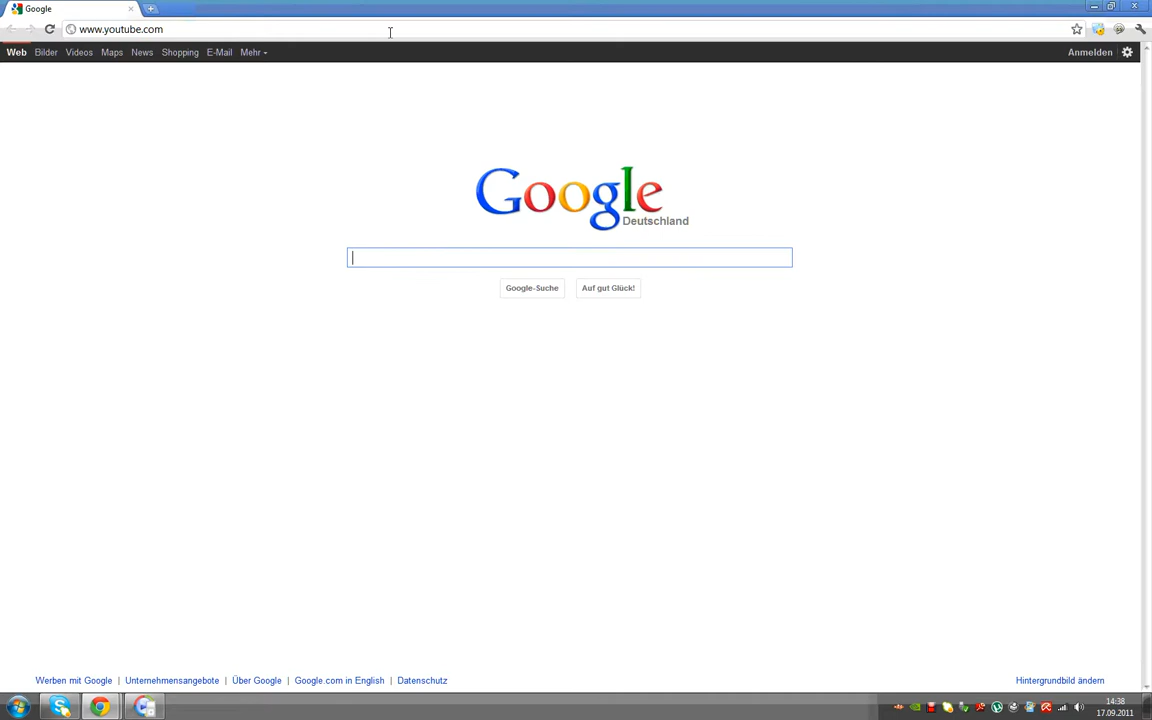 Google
www.youtube.com
Web Bilder Videos Maps News Shopping E-Mail Mehr Anmelden
Google
Deutschland
Google-Suche Auf gut Glück!
Werben mit Google | Unternehmensangebote | Über Google | Google.com in English | Datenschutz Hintergrundbild ändern
14:38
17.09.2011